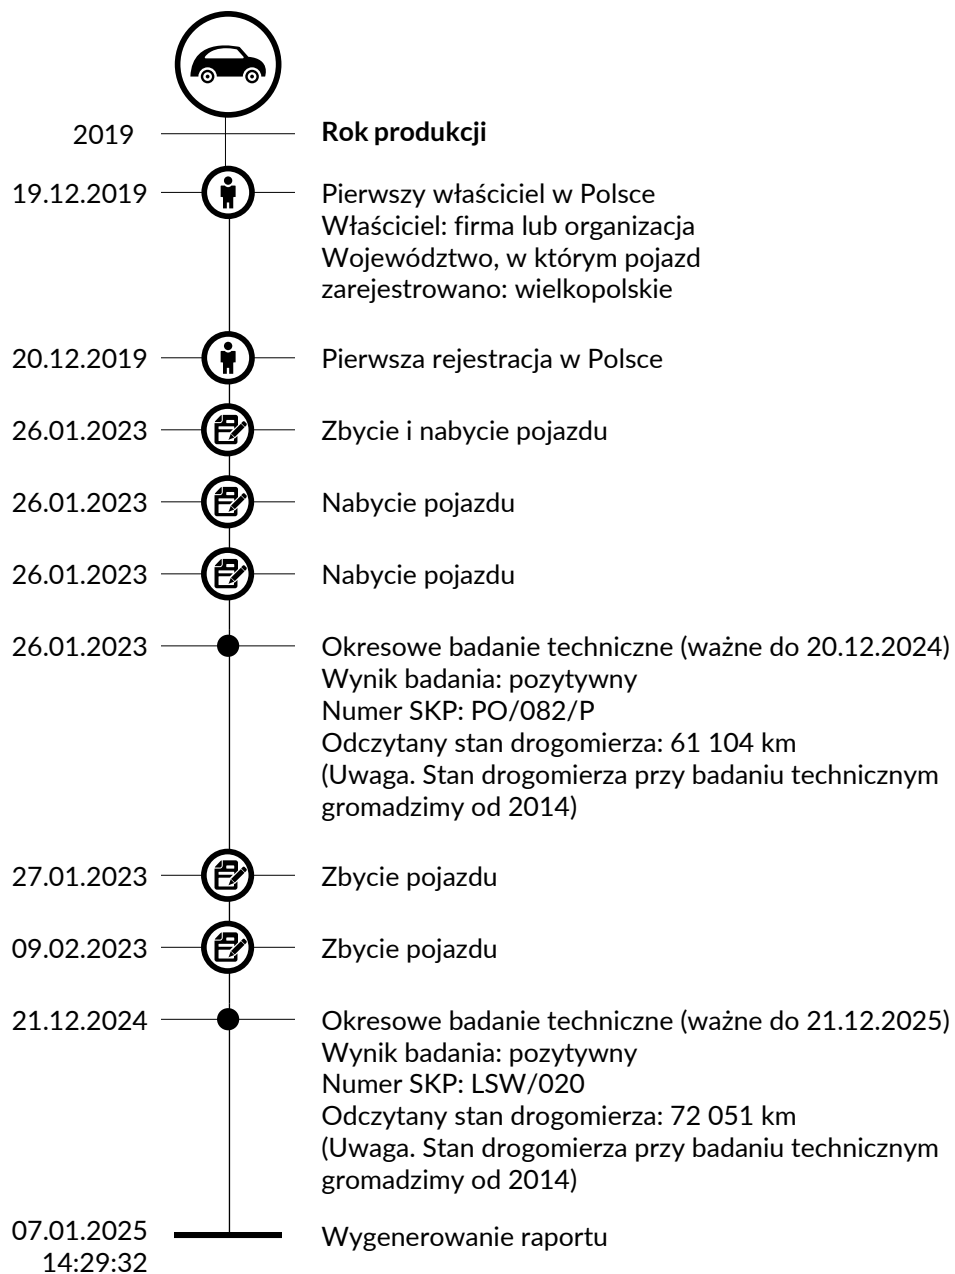 2019 Rok produkcji
19.12.2019 Pierwszy właściciel w Polsce
Właściciel: firma lub organizacja
Województwo, w którym pojazd
zarejestrowano: wielkopolskie
20.12.2019 Pierwsza rejestracja w Polsce
26.01.2023 Zbycie i nabycie pojazdu
26.01.2023 Nabycie pojazdu
26.01.2023 Nabycie pojazdu
26.01.2023 Okresowe badanie techniczne (ważne do 20.12.2024)
Wynik badania: pozytywny
Numer SKP: PO/082/P
Odczytany stan drogomierza: 61 104 km
(Uwaga. Stan drogomierza przy badaniu technicznym
gromadzimy od 2014)
27.01.2023 Zbycie pojazdu
09.02.2023 Zbycie pojazdu
21.12.2024 Okresowe badanie techniczne (ważne do 21.12.2025)
Wynik badania: pozytywny
Numer SKP: LSW/020
Odczytany stan drogomierza: 72 051 km
(Uwaga. Stan drogomierza przy badaniu technicznym
gromadzimy od 2014)
07.01.2025 Wygenerowanie raportu
14:29:32